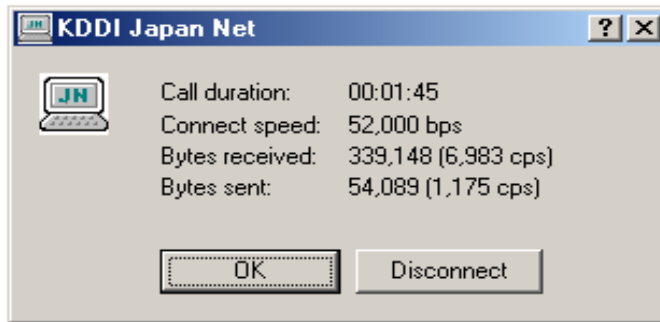 KDDI Japan Net
JN
Call duration: 00:01:45
Connect speed: 52,000 bps
Bytes received: 339,148 (6,983 cps)
Bytes sent: 54,089 (1,175 cps)
OK Disconnect